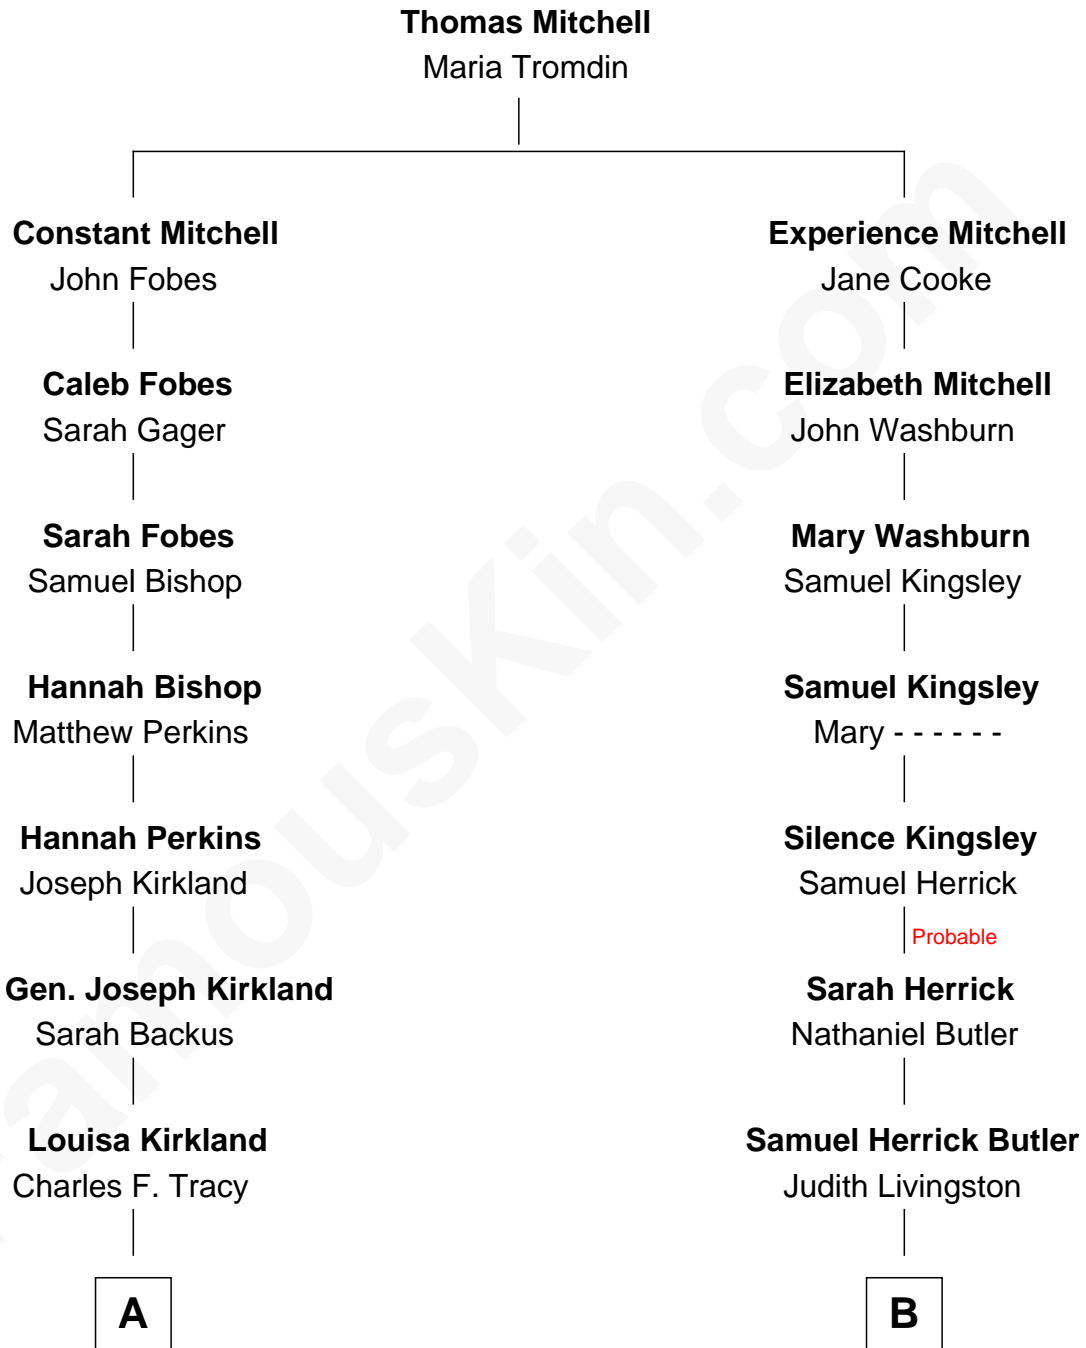 Thomas Mitchell
Maria Tromdin
Constant Mitchell
John Fobes
Experience Mitchell
Jane Cooke
Caleb Fobes
Sarah Gager
Elizabeth Mitchell
John Washburn
Sarah Fobes
Samuel Bishop
Mary Washburn
Samuel Kingsley
Hannah Bishop
Matthew Perkins
Samuel Kingsley
Mary - - - - - -
Hannah Perkins
Joseph Kirkland
Silence Kingsley
Samuel Herrick
Probable
Gen. Joseph Kirkland
Sarah Backus
Sarah Herrick
Nathaniel Butler
Louisa Kirkland
Charles F. Tracy
Samuel Herrick Butler
Judith Livingston
A
B
FamousKin.com